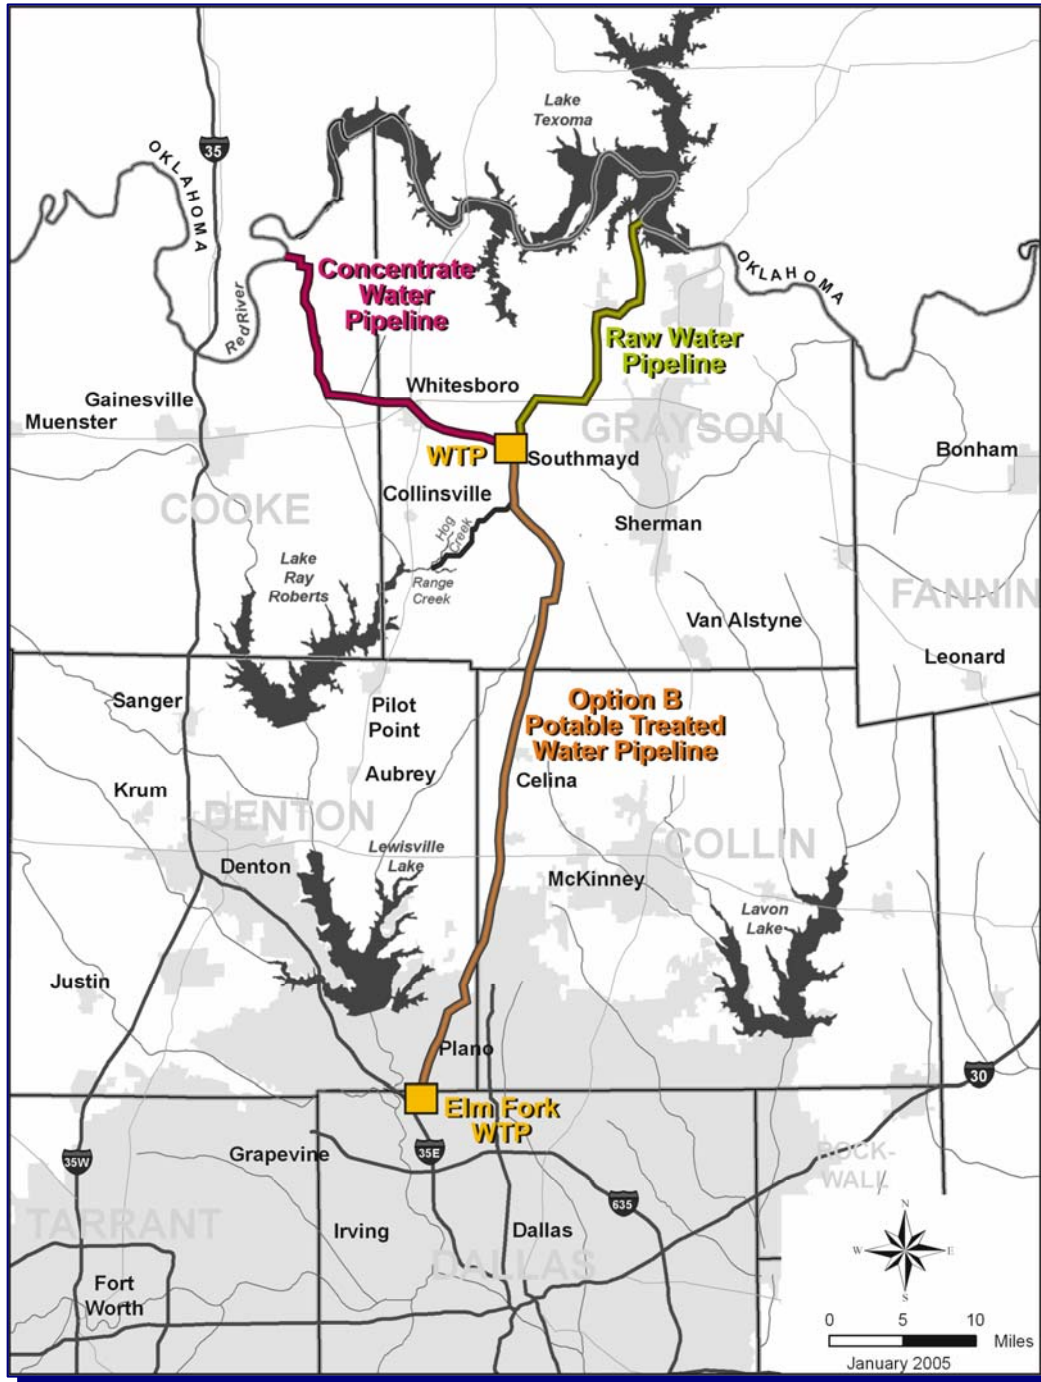 35
Lake
Texoma
OKLAHOMA
OKLAHOMA
Concentrate
Water
Pipeline
Red River
Raw Water
Pipeline
Whitesboro
Gainesville
Muenster
GRAYSON
WTP
Southmayd
Bonham
Collinsville
COOKE
Hog
Creek
Sherman
Lake
Ray
Roberts
Range
Creek
FANNIN
Van Alstyne
Leonard
Sanger
Pilot
Point
Option B
Potable Treated
Water Pipeline
Aubrey
Celina
Krum
DENTON
COLLIN
Lewisville
Lake
Denton
McKinney
Lavon
Lake
Justin
Plano
30
Elm Fork
WTP
Grapevine
35E
35W
ROCK-
WALL
635
TARRANT
Irving
Dallas
DALLAS
Fort
Worth
N
W
E
S
0 5 10
Miles
January 2005